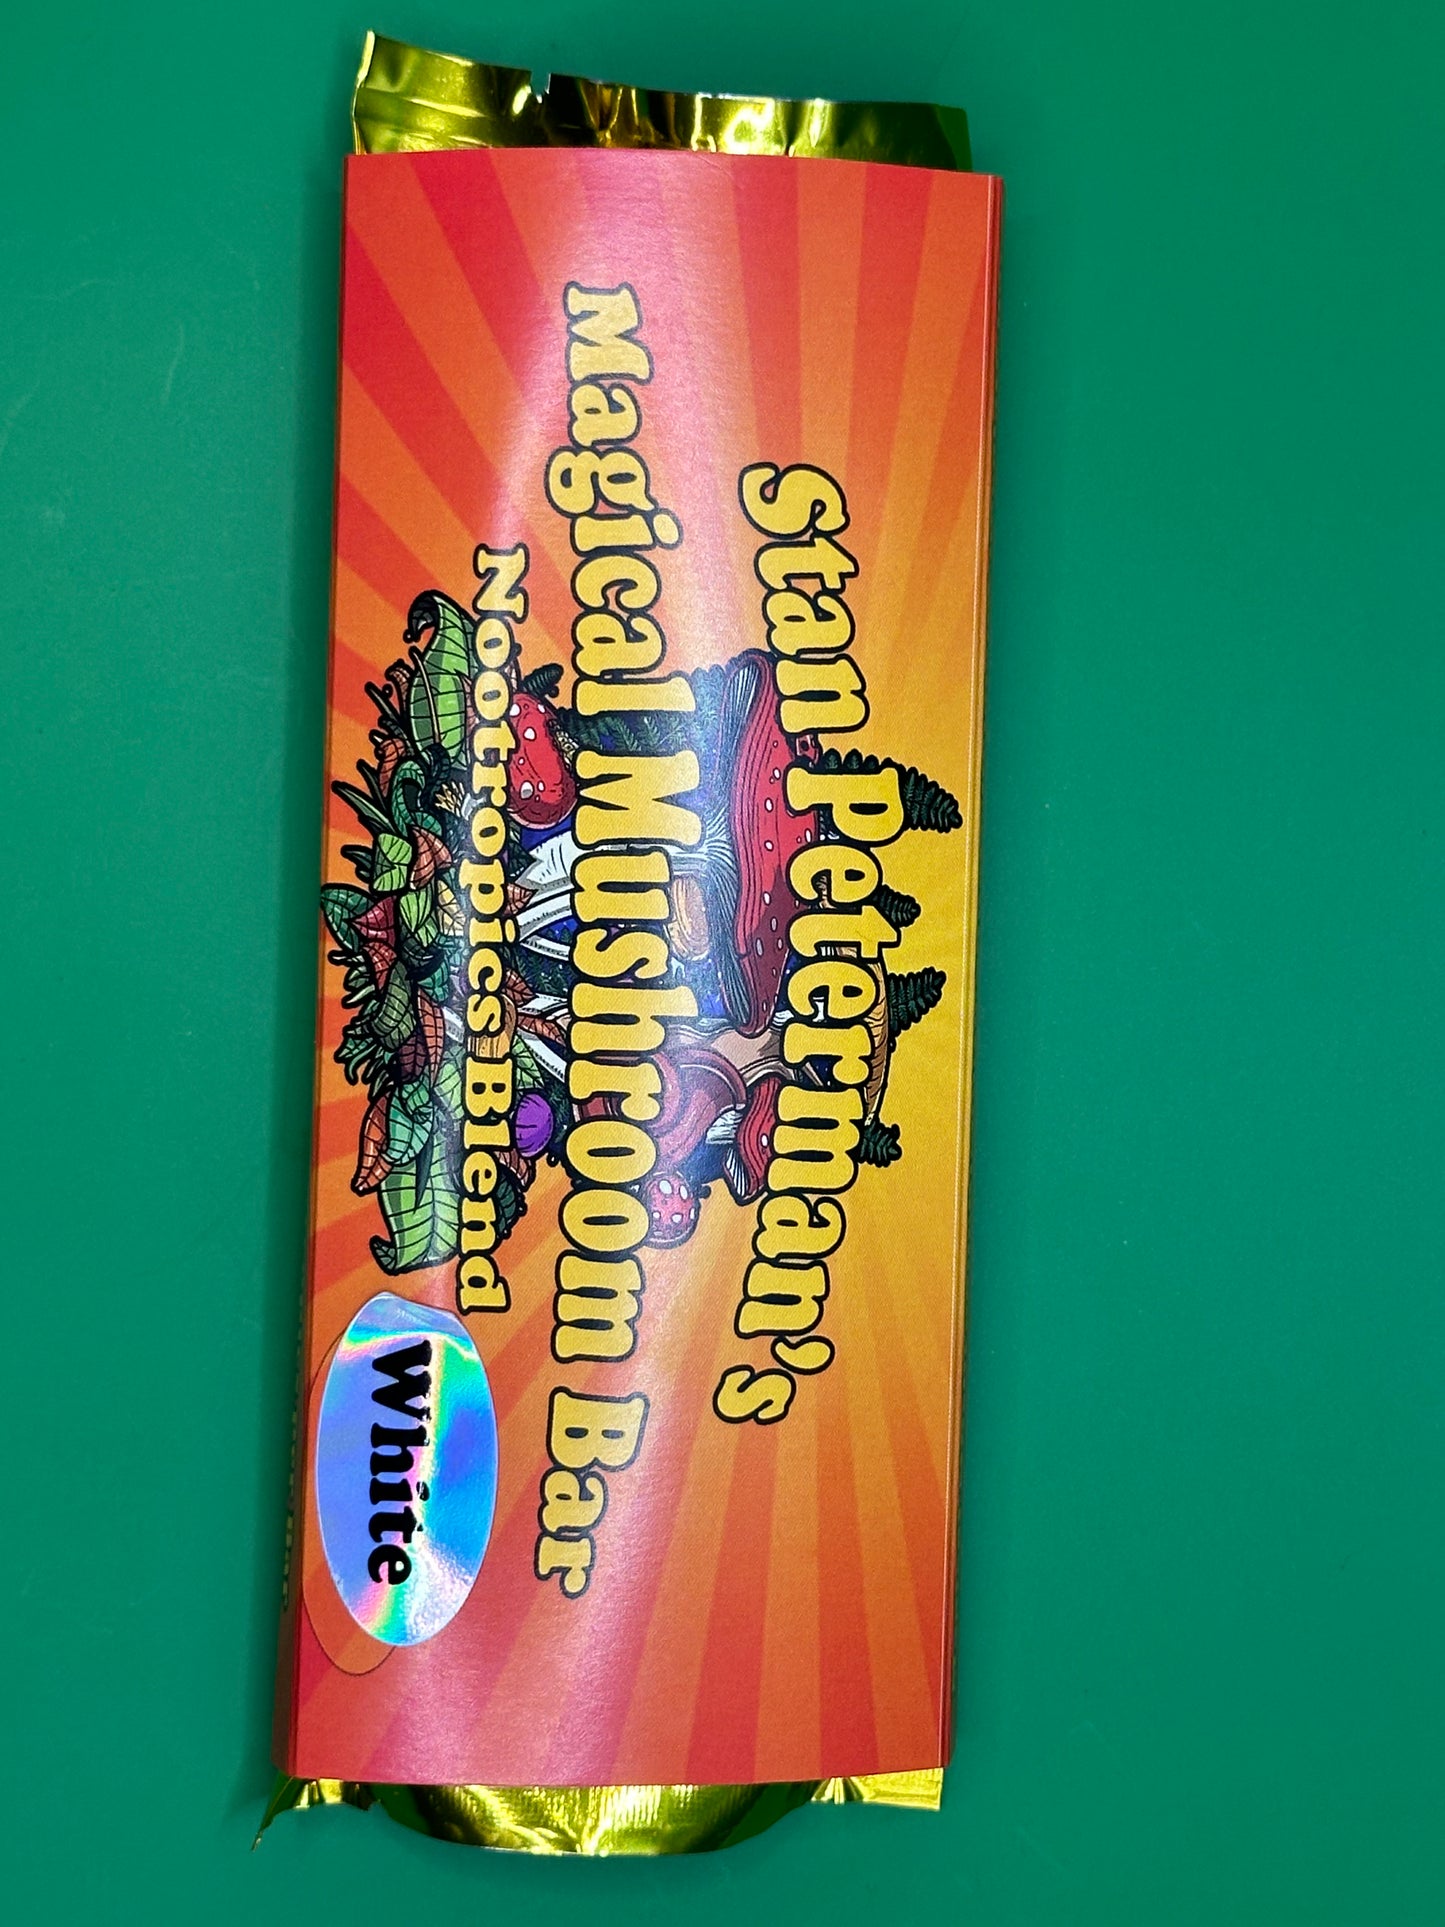 Stan Peterman's
Magical Mushroom Bar
Nootropics Blend
White